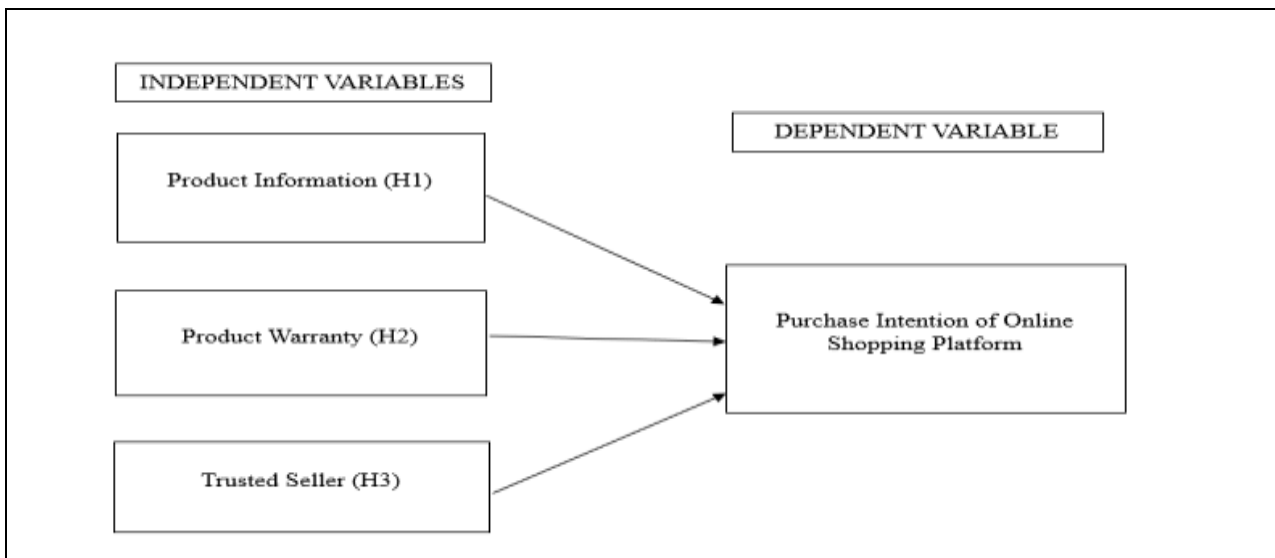 INDEPENDENT VARIABLES
Product Information (H1)
Product Warranty (H2)
Trusted Seller (H3)
DEPENDENT VARIABLE
Purchase Intention of Online
Shopping Platform